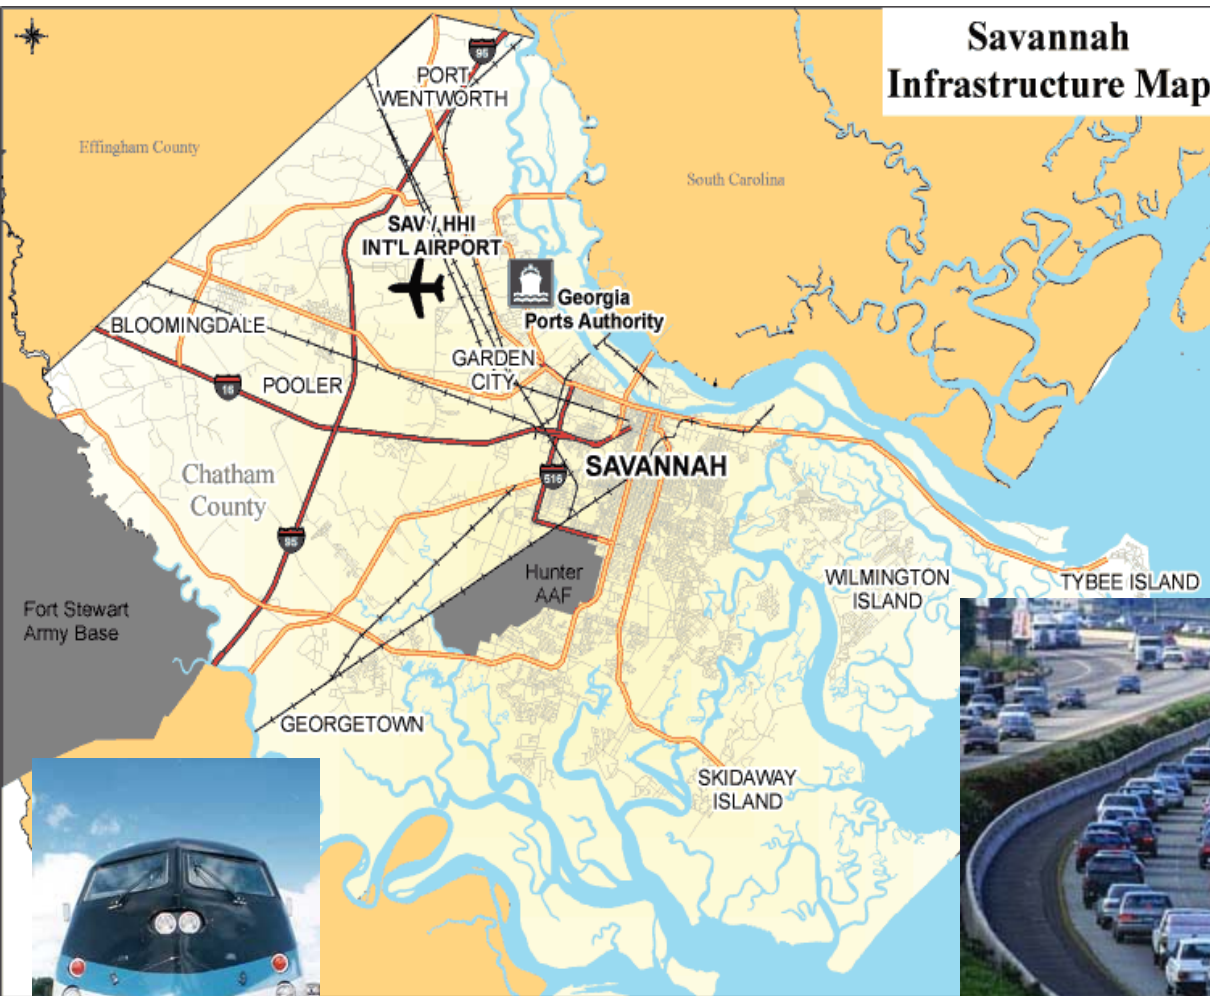 Savannah
Infrastructure Map
95
PORT
WENTWORTH
Effingham County
South Carolina
SAV / HHI
INT'L AIRPORT
Georgia
Ports Authority
BLOOMINGDALE
GARDEN
CITY
16
POOLER
SAVANNAH
Chatham
County
516
95
Hunter
AAF
WILMINGTON
ISLAND
TYBEE ISLAND
Fort Stewart
Army Base
GEORGETOWN
SKIDAWAY
ISLAND